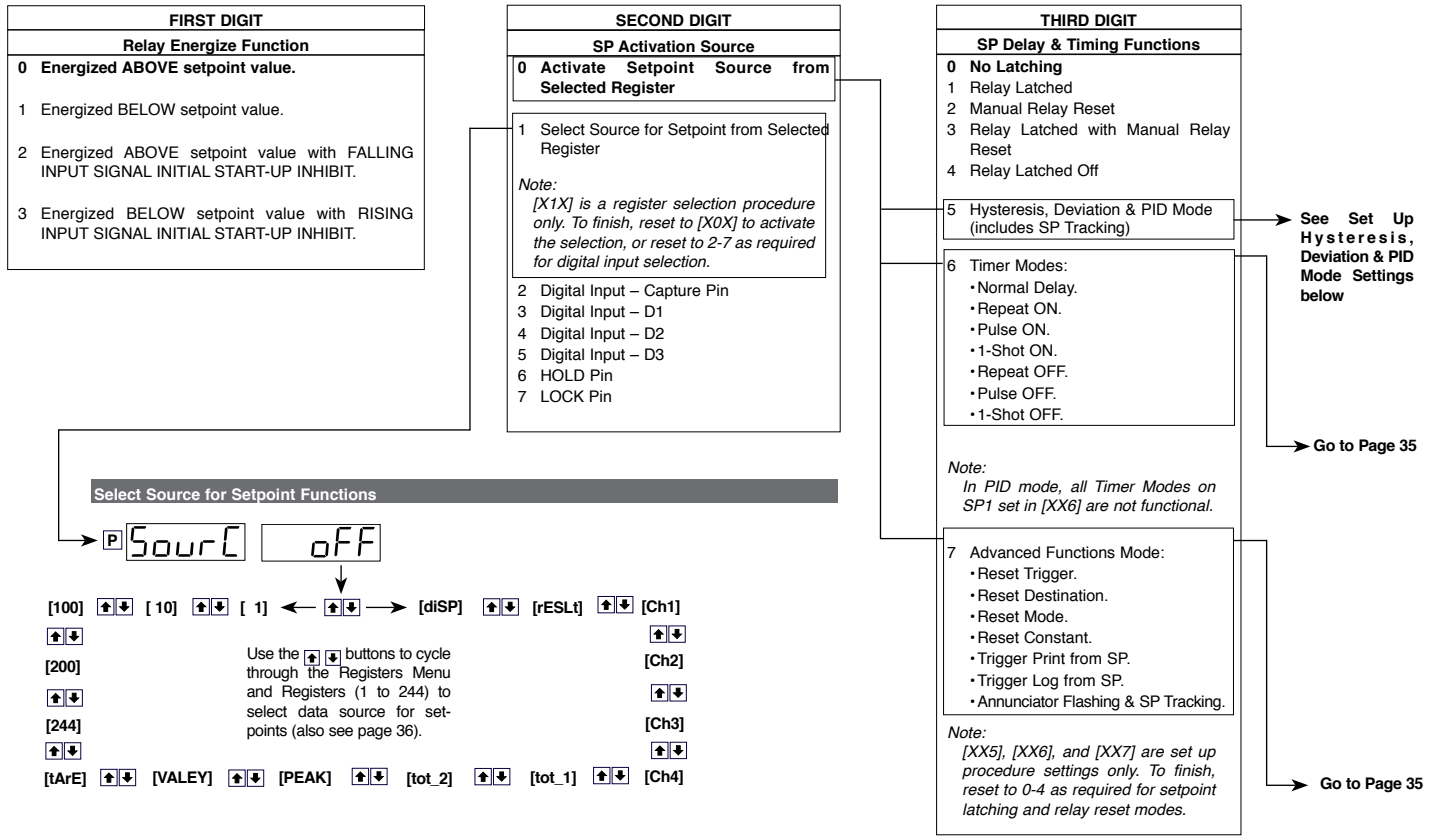 FIRST DIGIT
Relay Energize Function
0 Energized ABOVE setpoint value.
1 Energized BELOW setpoint value.
2 Energized ABOVE setpoint value with FALLING
INPUT SIGNAL INITIAL START-UP INHIBIT.
3 Energized BELOW setpoint value with RISING
INPUT SIGNAL INITIAL START-UP INHIBIT.
SECOND DIGIT
SP Activation Source
0 Activate Setpoint Source from
Selected Register
1 Select Source for Setpoint from Selected
Register
Note:
[X1X] is a register selection procedure
only. To finish, reset to [X0X] to activate
the selection, or reset to 2-7 as required
for digital input selection.
2 Digital Input – Capture Pin
3 Digital Input – D1
4 Digital Input – D2
5 Digital Input – D3
6 HOLD Pin
7 LOCK Pin
THIRD DIGIT
SP Delay & Timing Functions
0 No Latching
1 Relay Latched
2 Manual Relay Reset
3 Relay Latched with Manual Relay
Reset
4 Relay Latched Off
5 Hysteresis, Deviation & PID Mode
(includes SP Tracking)
See Set Up
Hysteresis,
Deviation & PID
Mode Settings
below
6 Timer Modes:
•Normal Delay.
•Repeat ON.
•Pulse ON.
•1-Shot ON.
•Repeat OFF.
•Pulse OFF.
•1-Shot OFF.
Go to Page 35
Note:
In PID mode, all Timer Modes on
SP1 set in [XX6] are not functional.
7 Advanced Functions Mode:
•Reset Trigger.
•Reset Destination.
•Reset Mode.
•Reset Constant.
•Trigger Print from SP.
•Trigger Log from SP.
•Annunciator Flashing & SP Tracking.
Note:
[XX5], [XX6], and [XX7] are set up
procedure settings only. To finish,
reset to 0-4 as required for setpoint
latching and relay reset modes.
Go to Page 35
Select Source for Setpoint Functions
P SourC oFF
[100] [ 10] [ 1] [diSP] [rESLt] [Ch1]
[200] [Ch2]
[244] [Ch3]
Use the buttons to cycle
through the Registers Menu
and Registers (1 to 244) to
select data source for set-
points (also see page 36).
[tArE] [VALEY] [PEAK] [tot_2] [tot_1] [Ch4]